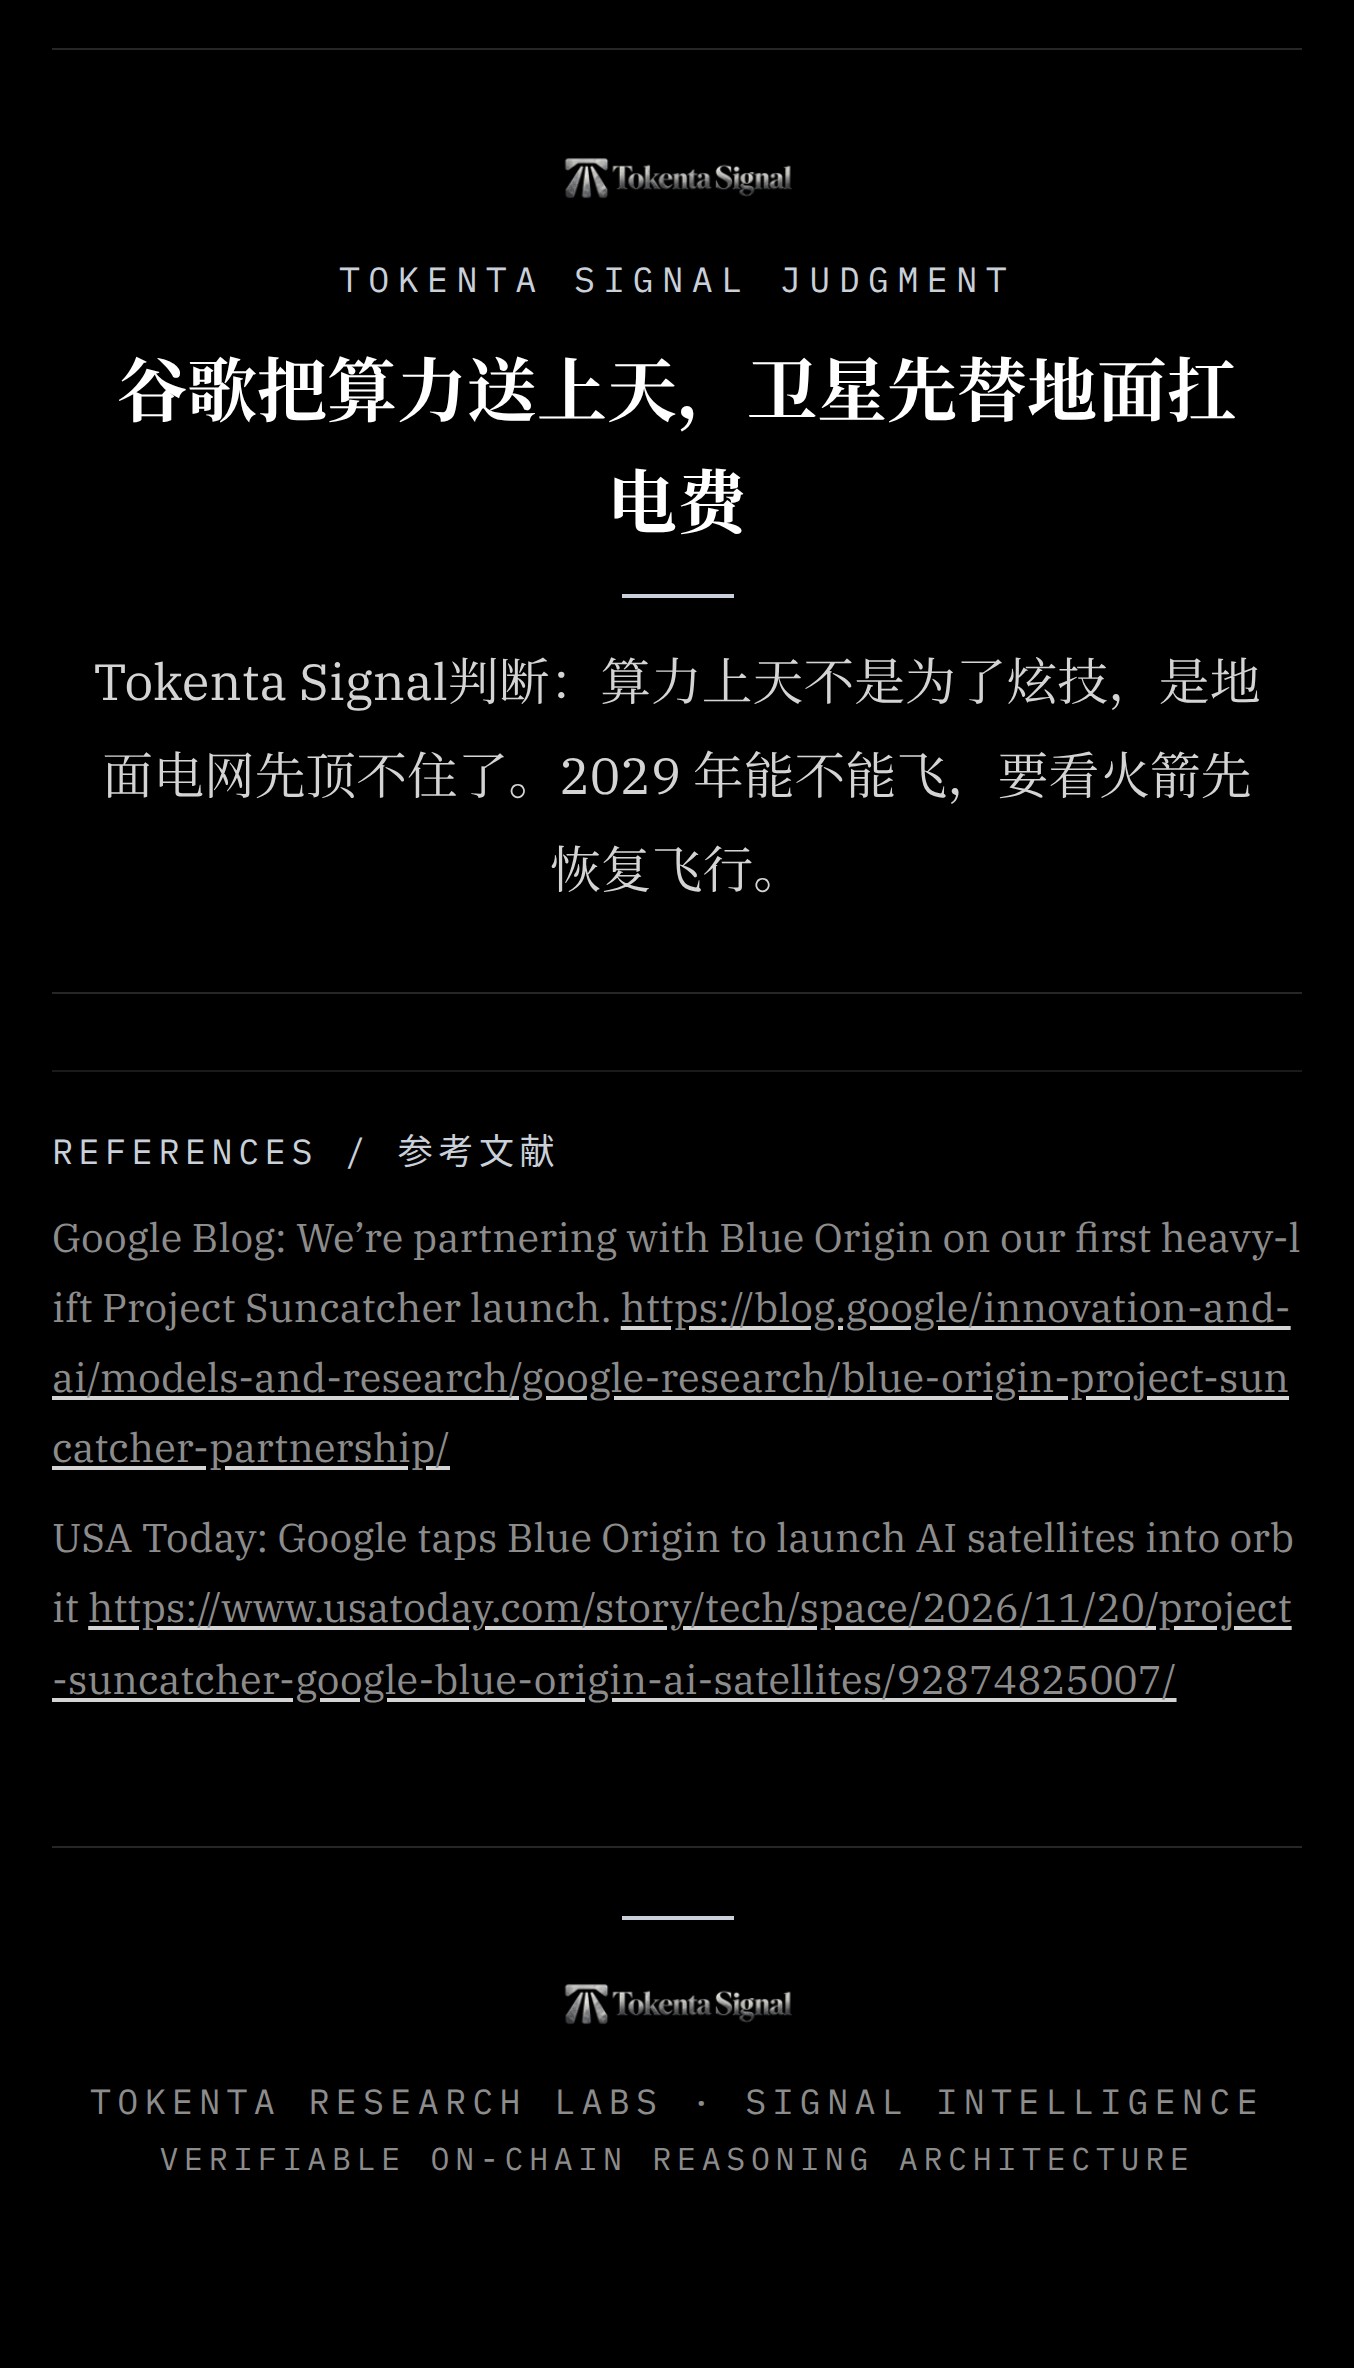 Tokenta Signal
TOKENTA SIGNAL JUDGMENT
谷歌把算力送上天，卫星先替地面扛
电费
Tokenta Signal判断：算力上天不是为了炫技，是地
面电网先顶不住了。2029 年能不能飞，要看火箭先
恢复飞行。
REFERENCES / 参考文献
Google Blog: We’re partnering with Blue Origin on our first heavy-l
ift Project Suncatcher launch. https://blog.google/innovation-and-
ai/models-and-research/google-research/blue-origin-project-sun
catcher-partnership/
USA Today: Google taps Blue Origin to launch AI satellites into orb
it https://www.usatoday.com/story/tech/space/2026/11/20/project
-suncatcher-google-blue-origin-ai-satellites/92874825007/
Tokenta Signal
TOKENTA RESEARCH LABS · SIGNAL INTELLIGENCE
VERIFIABLE ON-CHAIN REASONING ARCHITECTURE